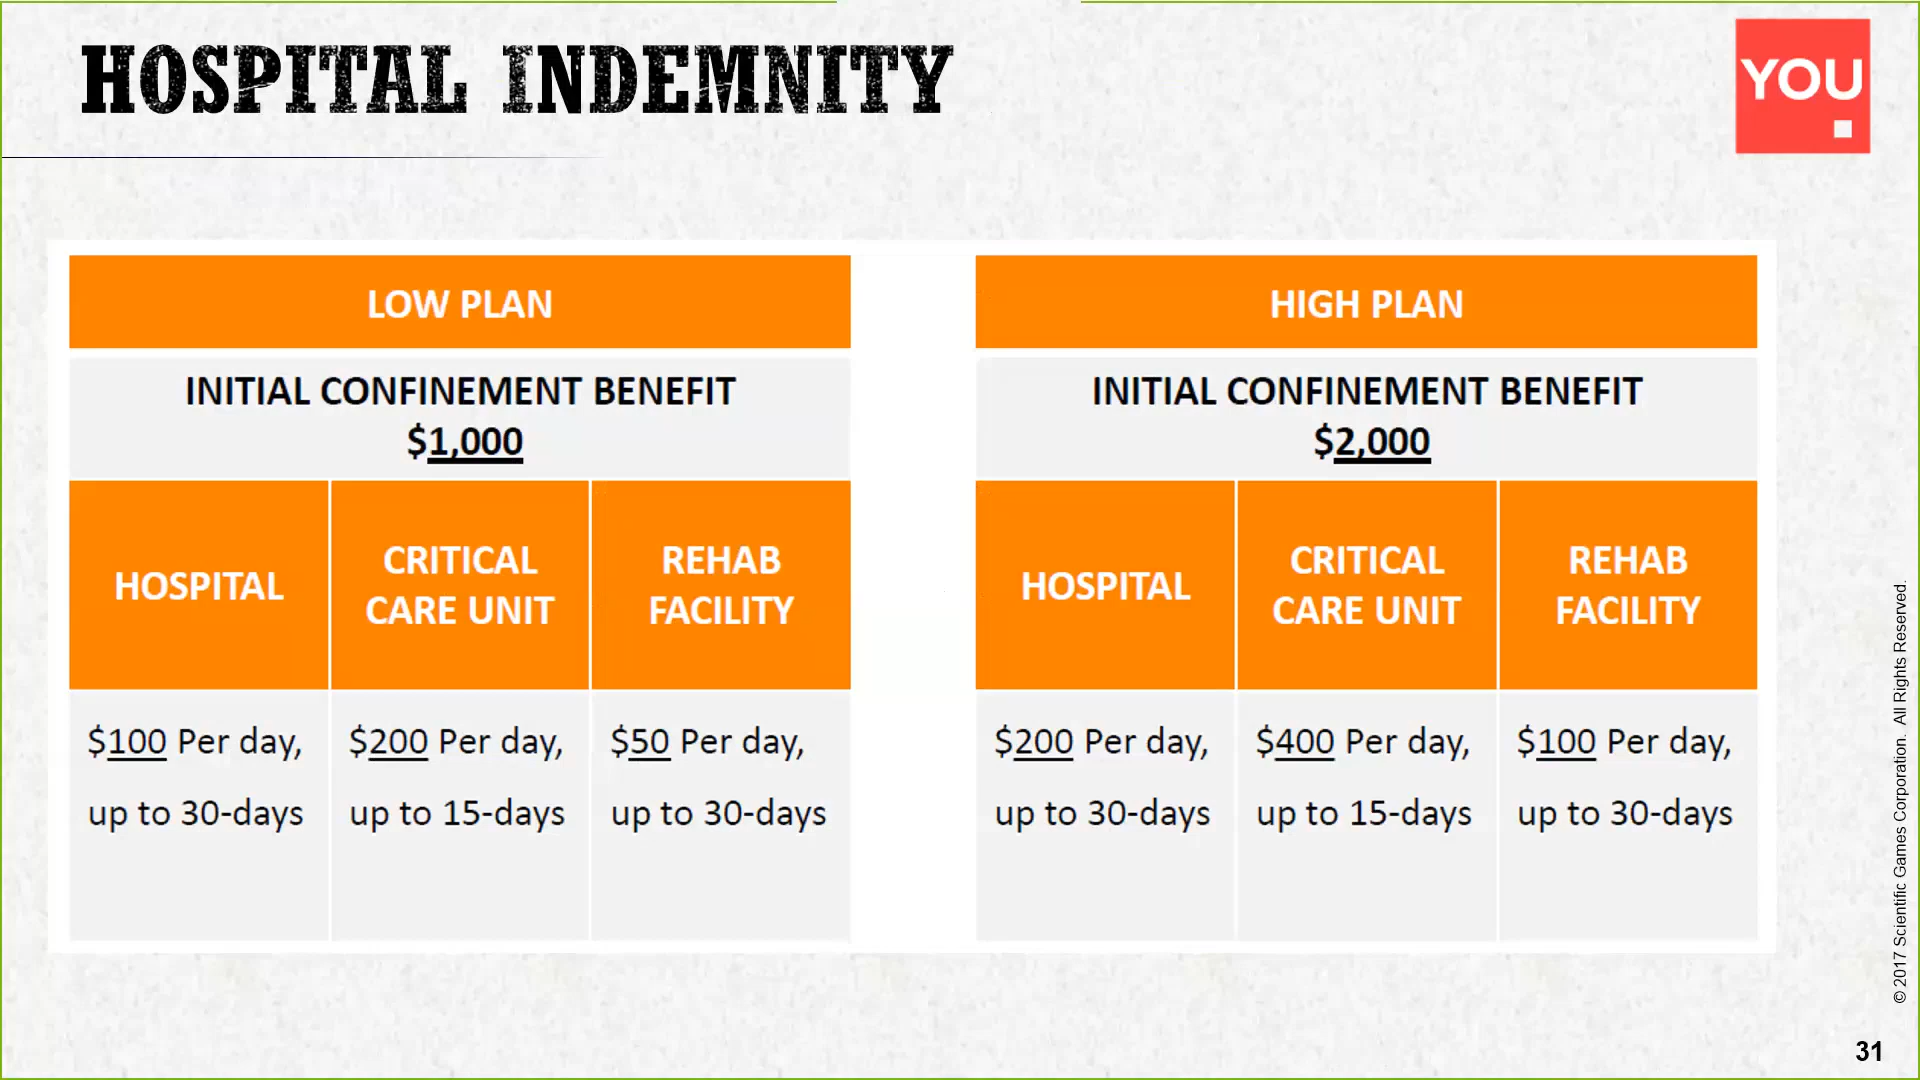 HOSPITAL INDEMNITY
YOU
LOW PLAN
INITIAL CONFINEMENT BENEFIT
$1,000
HOSPITAL
CRITICAL
CARE UNIT
REHAB
FACILITY
$100 Per day,
up to 30-days
$200 Per day,
up to 15-days
$50 Per day,
up to 30-days
HIGH PLAN
INITIAL CONFINEMENT BENEFIT
$2,000
HOSPITAL
CRITICAL
CARE UNIT
REHAB
FACILITY
$200 Per day,
up to 30-days
$400 Per day,
up to 15-days
$100 Per day,
up to 30-days
© 2017 Scientific Games Corporation. All Rights Reserved.
31